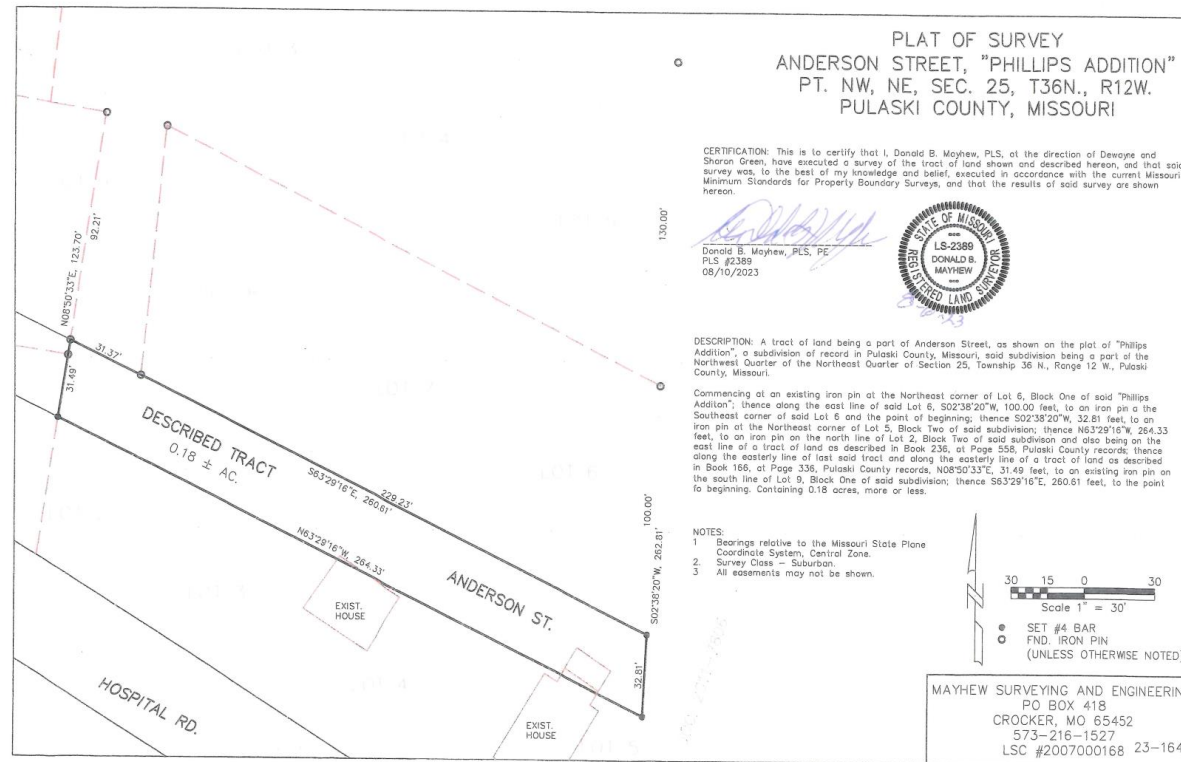 PLAT OF SURVEY
ANDERSON STREET, "PHILLIPS ADDITION"
PT. NW, NE, SEC. 25, T36N., R12W.
PULASKI COUNTY, MISSOURI
CERTIFICATION: This is to certify that I, Donald B. Mayhew, PLS, at the direction of Dewayne and
Sharon Green, have executed a survey of the tract of land shown and described hereon, and that said
survey was, to the best of my knowledge and belief, executed in accordance with the current Missouri
Minimum Standards for Property Boundary Surveys, and that the results of said survey are shown
hereon.
Donald B. Mayhew, PLS, PE
PLS #2389
08/10/2023
STATE OF MISSOURI
LS-2389
DONALD B.
MAYHEW
REGISTERED LAND SURVEYOR
DESCRIPTION: A tract of land being a part of Anderson Street, as shown on the plat of "Phillips
Addition", a subdivision of record in Pulaski County, Missouri, said subdivision being a part of the
Northwest Quarter of the Northeast Quarter of Section 25, Township 36 N., Range 12 W., Pulaski
County, Missouri.
Commencing at an existing iron pin at the Northeast corner of Lot 6, Block One of said "Phillips
Additon"; thence along the east line of said Lot 6, S02°38'20"W, 100.00 feet, to an iron pin a the
Southeast corner of said Lot 6 and the point of beginning; thence S02°38'20"W, 32.81 feet, to an
iron pin at the Northeast corner of Lot 5, Block Two of said subdivision; thence N63°29'16"W, 264.33
feet, to an iron pin on the north line of Lot 2, Block Two of said subdivison and also being on the
east line of a tract of land as described in Book 236, at Page 558, Pulaski County records; thence
along the easterly line of last said tract and along the easterly line of a tract of land as described
in Book 166, at Page 336, Pulaski County records, N08°50'33"E, 31.49 feet, to an existing iron pin on
the south line of Lot 9, Block One of said subdivision; thence S63°29'16"E, 260.61 feet, to the point
fo beginning. Containing 0.18 acres, more or less.
NOTES:
1 Bearings relative to the Missouri State Plane
Coordinate System, Central Zone.
2. Survey Class – Suburban.
3 All easements may not be shown.
30 15 0 30
Scale 1" = 30'
SET #4 BAR
FND. IRON PIN
(UNLESS OTHERWISE NOTED)
MAYHEW SURVEYING AND ENGINEERIN
PO BOX 418
CROCKER, MO 65452
573-216-1527
LSC #2007000168 23-164
N08°50'33"E, 123.70'
92.21'
130.00'
31.37'
31.49'
DESCRIBED TRACT
0.18 ± AC.
S63°29'16"E, 260.61'
229.23'
N63°29'16"W, 264.33'
100.00'
S02°38'20"W, 262.81'
ANDERSON ST.
32.81'
EXIST.
HOUSE
EXIST.
HOUSE
HOSPITAL RD.